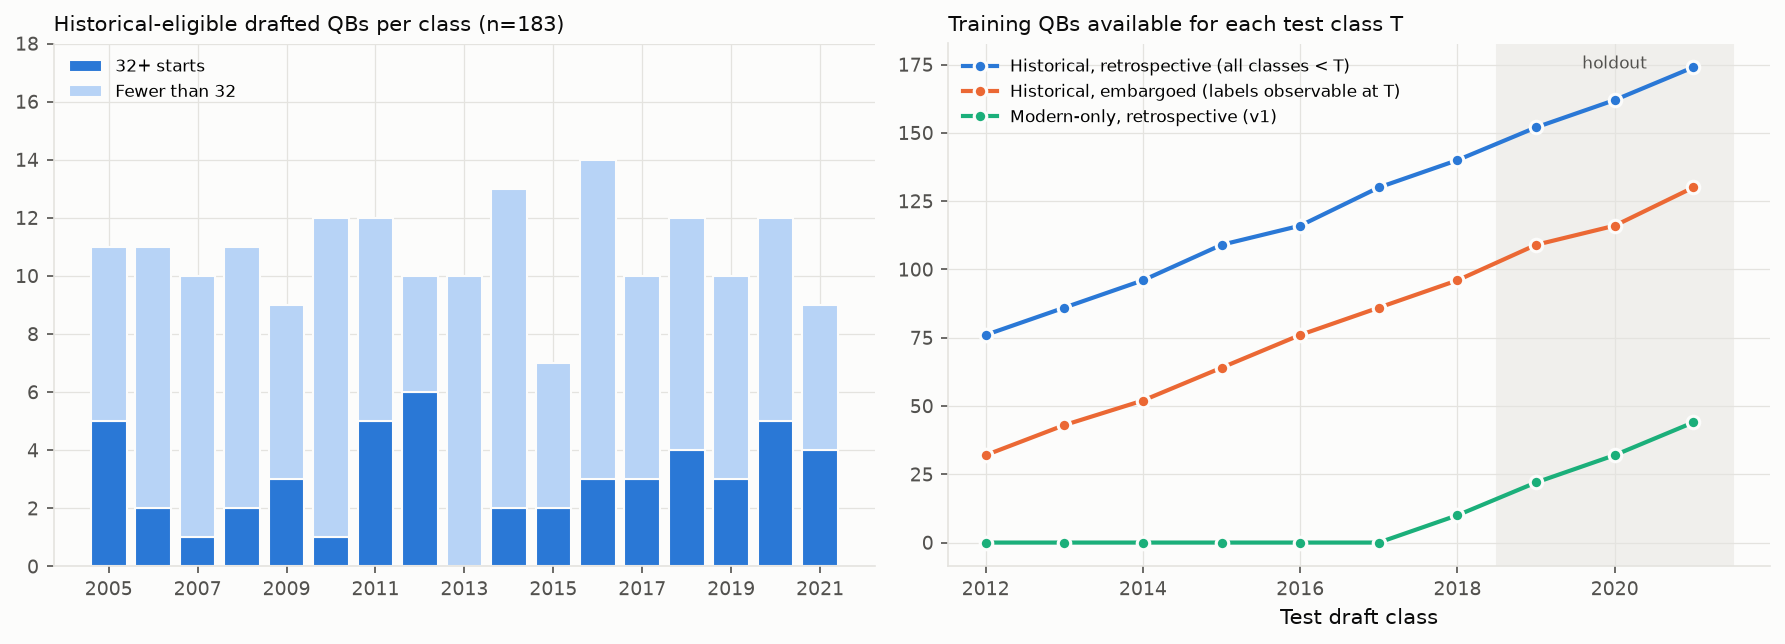 Historical-eligible drafted QBs per class (n=183)
32+ starts
Fewer than 32
18
16
14
12
10
8
6
4
2
0
2005 2007 2009 2011 2013 2015 2017 2019 2021
Training QBs available for each test class T
Historical, retrospective (all classes < T)
Historical, embargoed (labels observable at T)
Modern-only, retrospective (v1)
holdout
175
150
125
100
75
50
25
0
2012 2014 2016 2018 2020
Test draft class